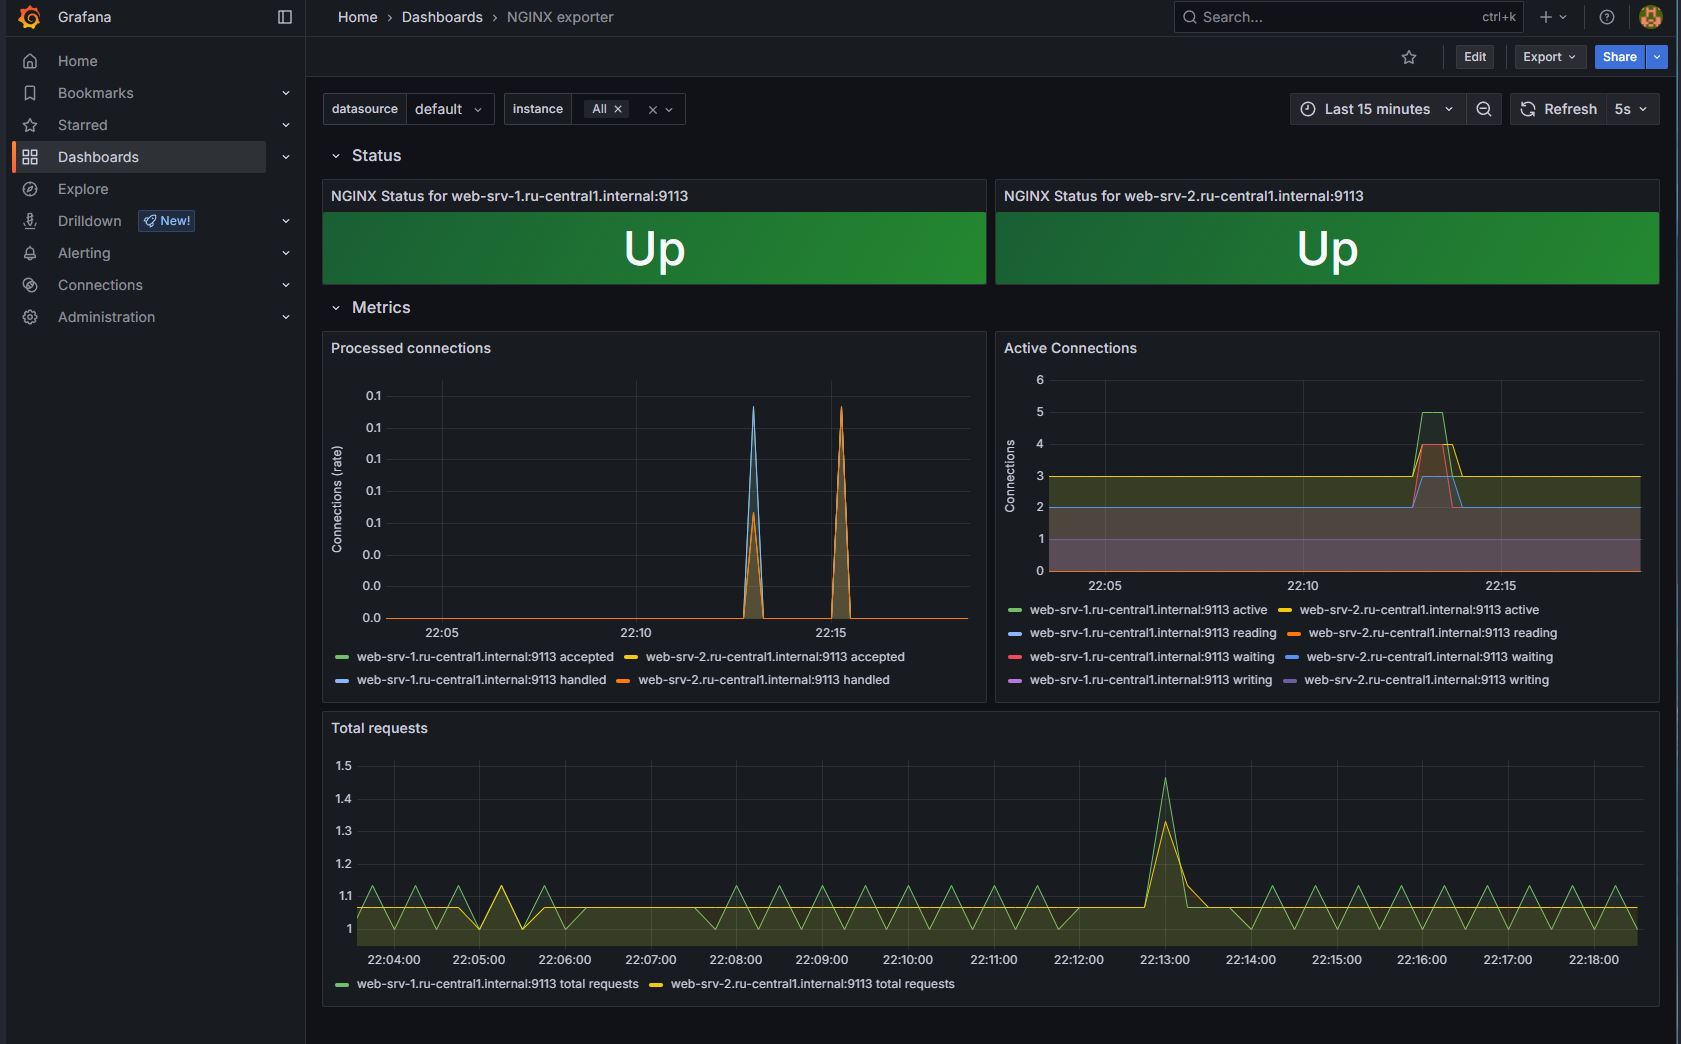 Grafana
Home › Dashboards › NGINX exporter
Search... ctrl+k
Edit Export Share
Home
Bookmarks
Starred
Dashboards
Explore
Drilldown New!
Alerting
Connections
Administration
datasource default instance All
Last 15 minutes Refresh 5s
Status
NGINX Status for web-srv-1.ru-central1.internal:9113
Up
NGINX Status for web-srv-2.ru-central1.internal:9113
Up
Metrics
Processed connections
Connections (rate)
0.1
0.1
0.1
0.1
0.1
0.0
0.0
0.0
22:05 22:10 22:15
web-srv-1.ru-central1.internal:9113 accepted web-srv-2.ru-central1.internal:9113 accepted
web-srv-1.ru-central1.internal:9113 handled web-srv-2.ru-central1.internal:9113 handled
Active Connections
Connections
6
5
4
3
2
1
0
22:05 22:10 22:15
web-srv-1.ru-central1.internal:9113 active web-srv-2.ru-central1.internal:9113 active
web-srv-1.ru-central1.internal:9113 reading web-srv-2.ru-central1.internal:9113 reading
web-srv-1.ru-central1.internal:9113 waiting web-srv-2.ru-central1.internal:9113 waiting
web-srv-1.ru-central1.internal:9113 writing web-srv-2.ru-central1.internal:9113 writing
Total requests
1.5
1.4
1.3
1.2
1.1
1
22:04:00 22:05:00 22:06:00 22:07:00 22:08:00 22:09:00 22:10:00 22:11:00 22:12:00 22:13:00 22:14:00 22:15:00 22:16:00 22:17:00 22:18:00
web-srv-1.ru-central1.internal:9113 total requests web-srv-2.ru-central1.internal:9113 total requests